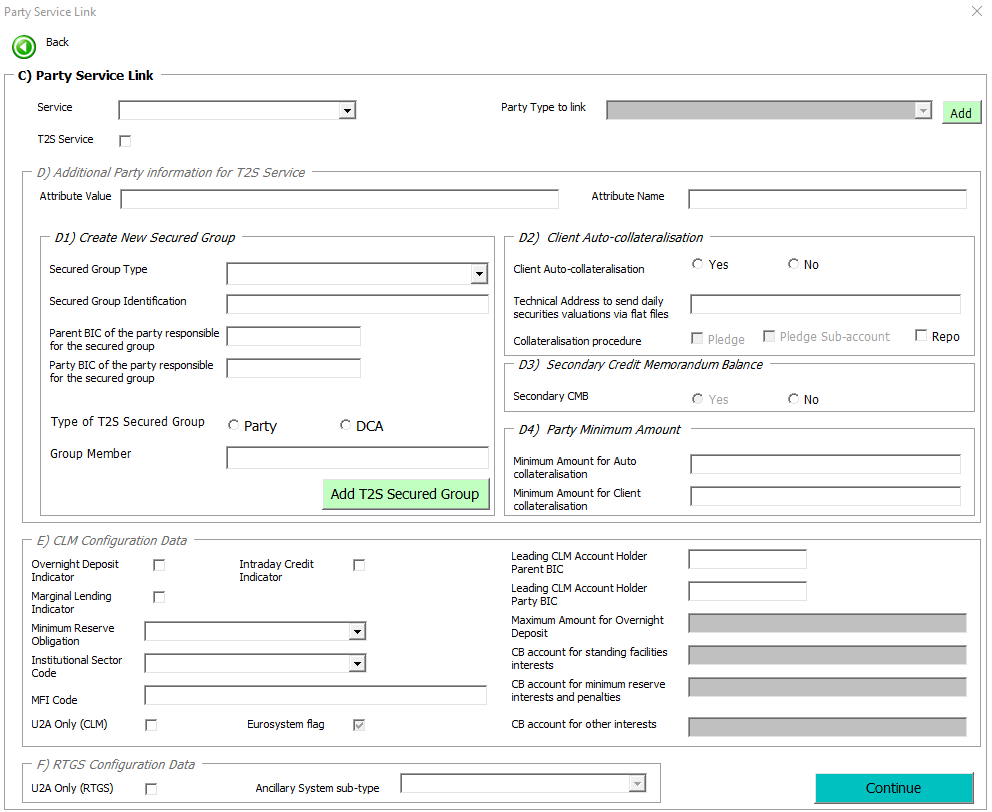 Party Service Link
Back
C) Party Service Link
Service
Party Type to link
Add
T2S Service
D) Additional Party information for T2S Service
Attribute Value
Attribute Name
D1) Create New Secured Group
Secured Group Type
Secured Group Identification
Parent BIC of the party responsible
for the secured group
Party BIC of the party responsible
for the secured group
Type of T2S Secured Group
Party
DCA
Group Member
Add T2S Secured Group
D2) Client Auto-collateralisation
Client Auto-collateralisation
Yes
No
Technical Address to send daily
securities valuations via flat files
Collateralisation procedure
Pledge
Pledge Sub-account
Repo
D3) Secondary Credit Memorandum Balance
Secondary CMB
Yes
No
D4) Party Minimum Amount
Minimum Amount for Auto
collateralisation
Minimum Amount for Client
collateralisation
E) CLM Configuration Data
Overnight Deposit
Indicator
Intraday Credit
Indicator
Marginal Lending
Indicator
Minimum Reserve
Obligation
Institutional Sector
Code
MFI Code
U2A Only (CLM)
Eurosystem flag
Leading CLM Account Holder
Parent BIC
Leading CLM Account Holder
Party BIC
Maximum Amount for Overnight
Deposit
CB account for standing facilities
interests
CB account for minimum reserve
interests and penalties
CB account for other interests
F) RTGS Configuration Data
U2A Only (RTGS)
Ancillary System sub-type
Continue